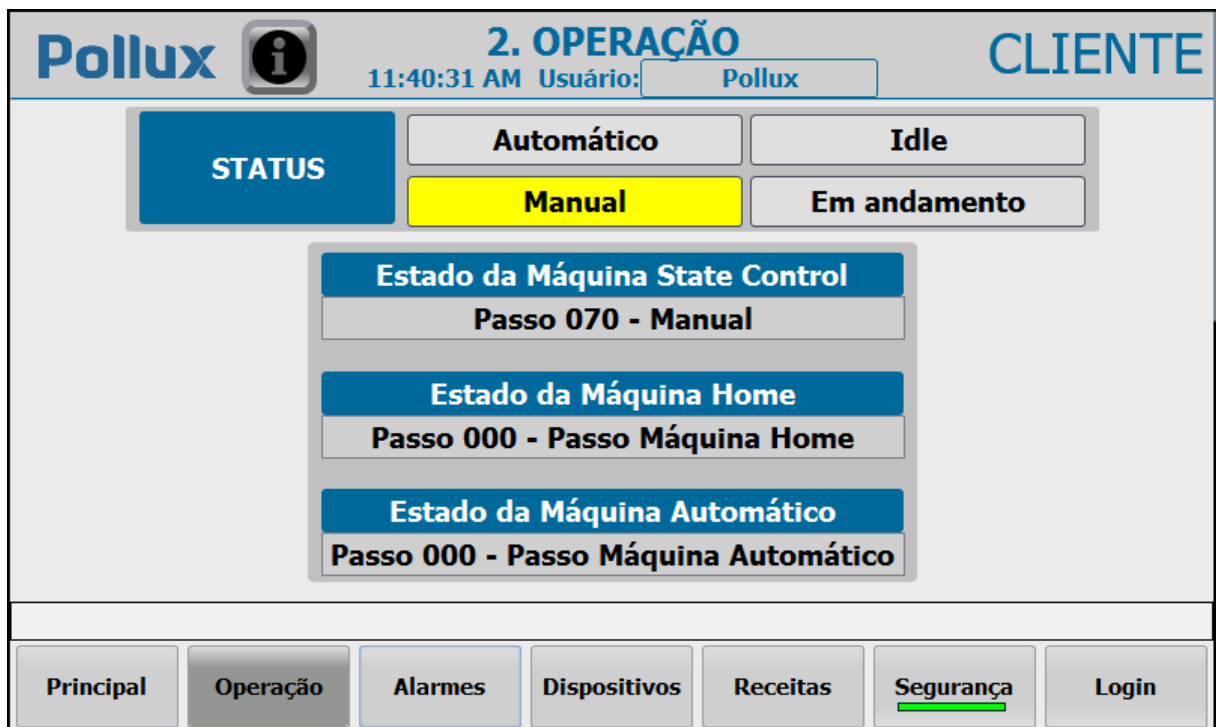 Pollux
i
2. OPERAÇÃO
CLIENTE
11:40:31 AM Usuário: Pollux
STATUS
Automático
Idle
Manual
Em andamento
Estado da Máquina State Control
Passo 070 - Manual
Estado da Máquina Home
Passo 000 - Passo Máquina Home
Estado da Máquina Automático
Passo 000 - Passo Máquina Automático
Principal
Operação
Alarmes
Dispositivos
Receitas
Segurança
Login